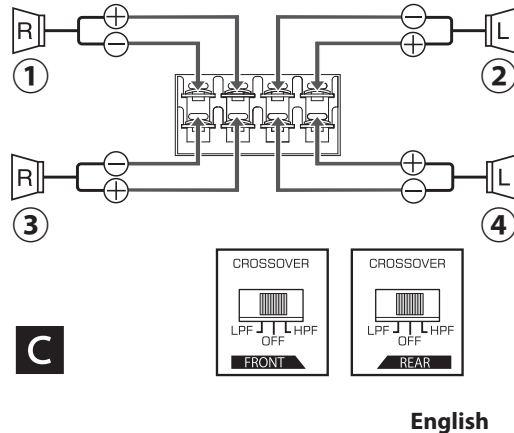 R + − − + L
① ②
R − + + − L
③ ④
CROSSOVER CROSSOVER
LPF OFF HPF LPF OFF HPF
FRONT REAR
C
English